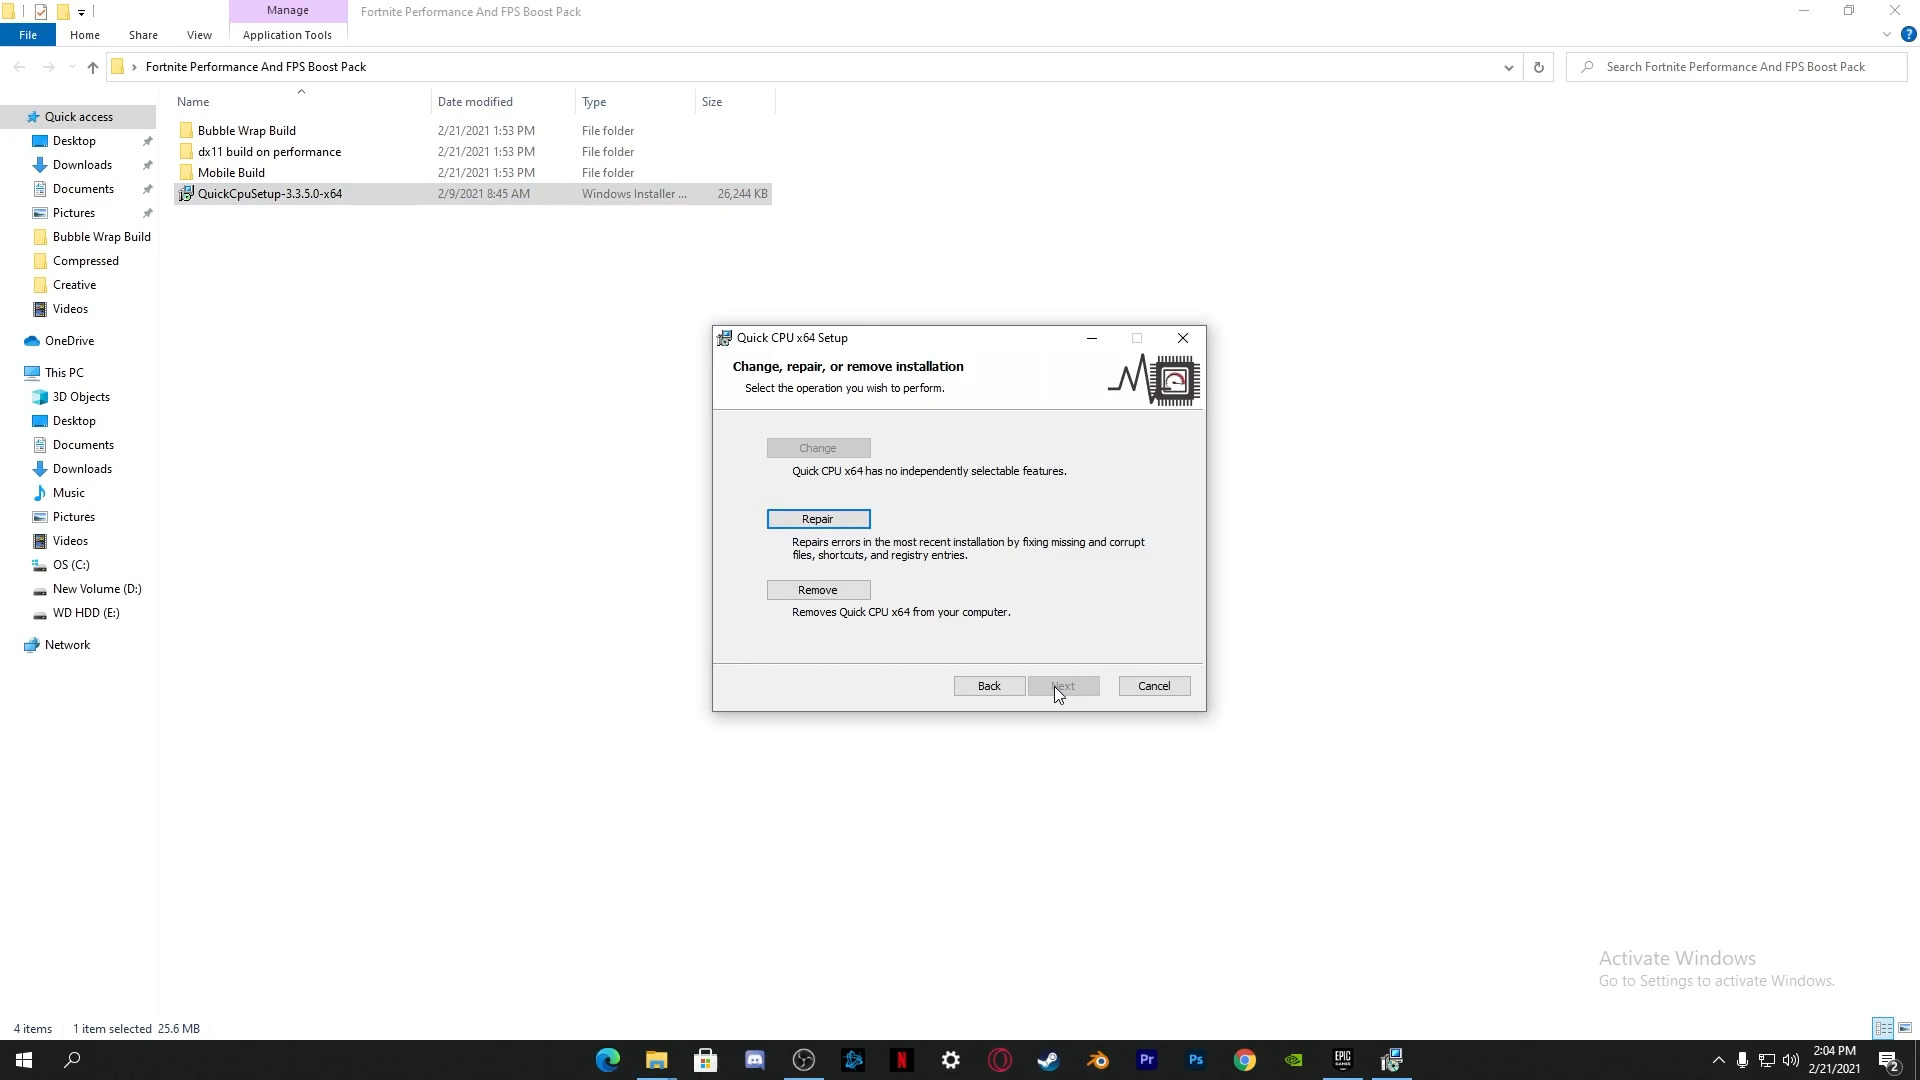 Manage
Fortnite Performance And FPS Boost Pack
File
Home
Share
View
Application Tools
Fortnite Performance And FPS Boost Pack
Search Fortnite Performance And FPS Boost Pack
Name
Date modified
Type
Size
Bubble Wrap Build
2/21/2021 1:53 PM
File folder
dx11 build on performance
2/21/2021 1:53 PM
File folder
Mobile Build
2/21/2021 1:53 PM
File folder
QuickCpuSetup-3.3.5.0-x64
2/9/2021 8:45 AM
Windows Installer ...
26,244 KB
Quick access
Desktop
Downloads
Documents
Pictures
Bubble Wrap Build
Compressed
Creative
Videos
OneDrive
This PC
3D Objects
Desktop
Documents
Downloads
Music
Pictures
Videos
OS (C:)
New Volume (D:)
WD HDD (E:)
Network
Quick CPU x64 Setup
Change, repair, or remove installation
Select the operation you wish to perform.
Change
Quick CPU x64 has no independently selectable features.
Repair
Repairs errors in the most recent installation by fixing missing and corrupt
files, shortcuts, and registry entries.
Remove
Removes Quick CPU x64 from your computer.
Back
Next
Cancel
Activate Windows
Go to Settings to activate Windows.
4 items
1 item selected 25.6 MB
N
Pr
Ps
EPIC
GAMES
2:04 PM
2/21/2021
2